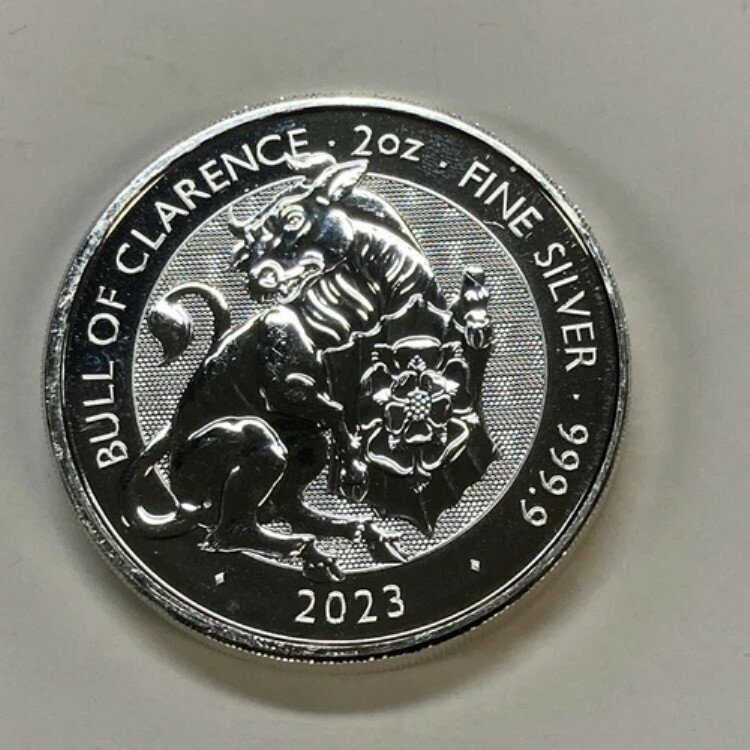 BULL OF CLARENCE · 2oz · FINE SILVER · 999.9
2023